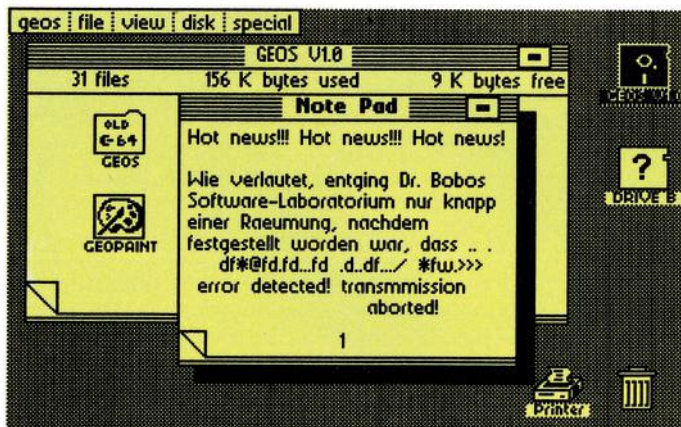 geos file view disk special
GEOS V1.0
31 files 156 K bytes used 9 K bytes free
Note Pad
Hot news!!! Hot news!!! Hot news!
Wie verlautet, entging Dr. Bobos
Software-Laboratorium nur knapp
einer Raeumung, nachdem
festgestellt worden war, dass .. .
df*@fd.fd...fd .d..df.../ *fw.>>>
error detected! transmmission
aborted!
1
OLD
C-64
GEOS
GEOPAINT
?
DRIVE B
Printer